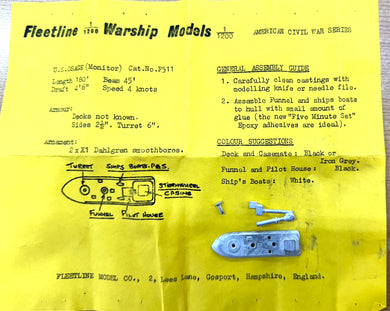 Fleetline 1/1200 Warship Models 1/1200
AMERICAN CIVIL WAR SERIES
U.S.OSAGE (Monitor) Cat.No.F511
Length 180' Beam 45'
Draft 4'6" Speed 4 knots
Armour:
Decks not known.
Sides 2½". Turret 6".
Armament:
2xX1 Dahlgren smoothbores.
GENERAL ASSEMBLY GUIDE
1. Carefully clean castings with
modelling knife or needle file.
2. Assemble Funnel and ships boats
to hull with small amount of
glue (the new "Five Minute Set"
Epoxy adhesives are ideal).
COLOUR SUGGESTIONS
Deck and Casemate: Black or
Iron Grey.
Funnel and Pilot House: Black.
Ship's Boats: White.
TURRET SHIPS BOATS-P&S.
STERNWHEEL
CASING
FUNNEL PILOT HOUSE
FLEETLINE MODEL CO., 2, Lees Lane, Gosport, Hampshire, England.